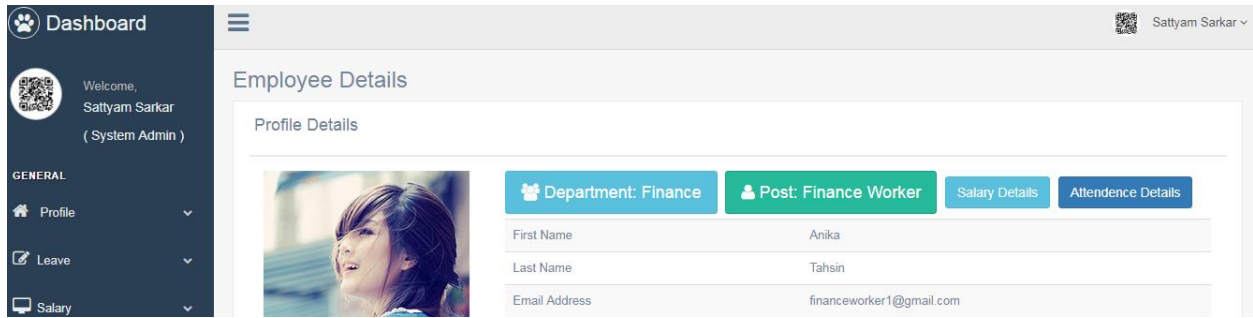 Dashboard
Sattyam Sarkar
Welcome,
Sattyam Sarkar
( System Admin )
GENERAL
Profile
Leave
Salary
Employee Details
Profile Details
Department: Finance
Post: Finance Worker
Salary Details
Attendence Details
First Name Anika
Last Name Tahsin
Email Address financeworker1@gmail.com